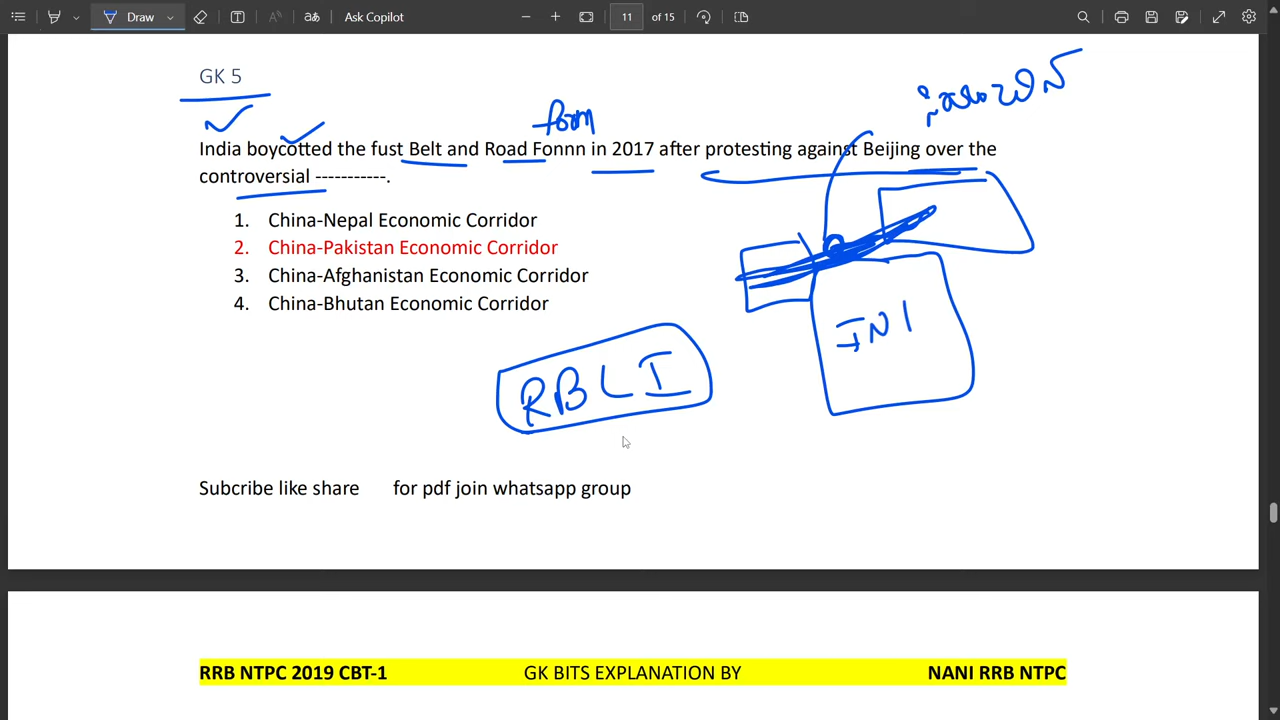 Draw
Ask Copilot
11
of 15
GK 5
form
India boycotted the fust Belt and Road Fonnn in 2017 after protesting against Beijing over the
controversial -----------.
1. China-Nepal Economic Corridor
2. China-Pakistan Economic Corridor
3. China-Afghanistan Economic Corridor
4. China-Bhutan Economic Corridor
INI
RBLI
Subcribe like share for pdf join whatsapp group
RRB NTPC 2019 CBT-1 GK BITS EXPLANATION BY NANI RRB NTPC